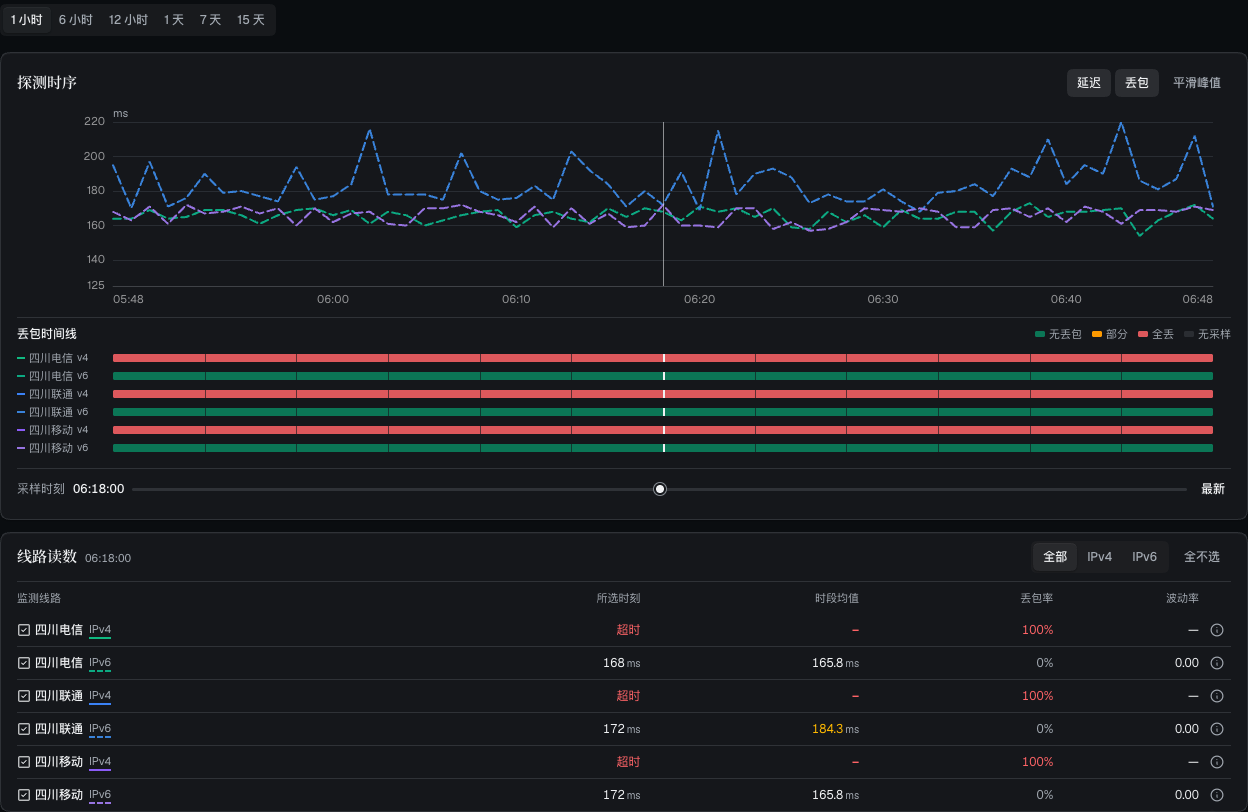 1 小时 6 小时 12 小时 1 天 7 天 15 天
探测时序 延迟 丢包 平滑峰值
ms
220
200
180
160
140
125
05:48 06:00 06:10 06:20 06:30 06:40 06:48
丢包时间线 无丢包 部分 全丢 无采样
四川电信 v4
四川电信 v6
四川联通 v4
四川联通 v6
四川移动 v4
四川移动 v6
采样时刻 06:18:00 最新
线路读数 06:18:00 全部 IPv4 IPv6 全不选
监测线路 所选时刻 时段均值 丢包率 波动率
四川电信 IPv4 超时 – 100% —
四川电信 IPv6 168 ms 165.8 ms 0% 0.00
四川联通 IPv4 超时 – 100% —
四川联通 IPv6 172 ms 184.3 ms 0% 0.00
四川移动 IPv4 超时 – 100% —
四川移动 IPv6 172 ms 165.8 ms 0% 0.00